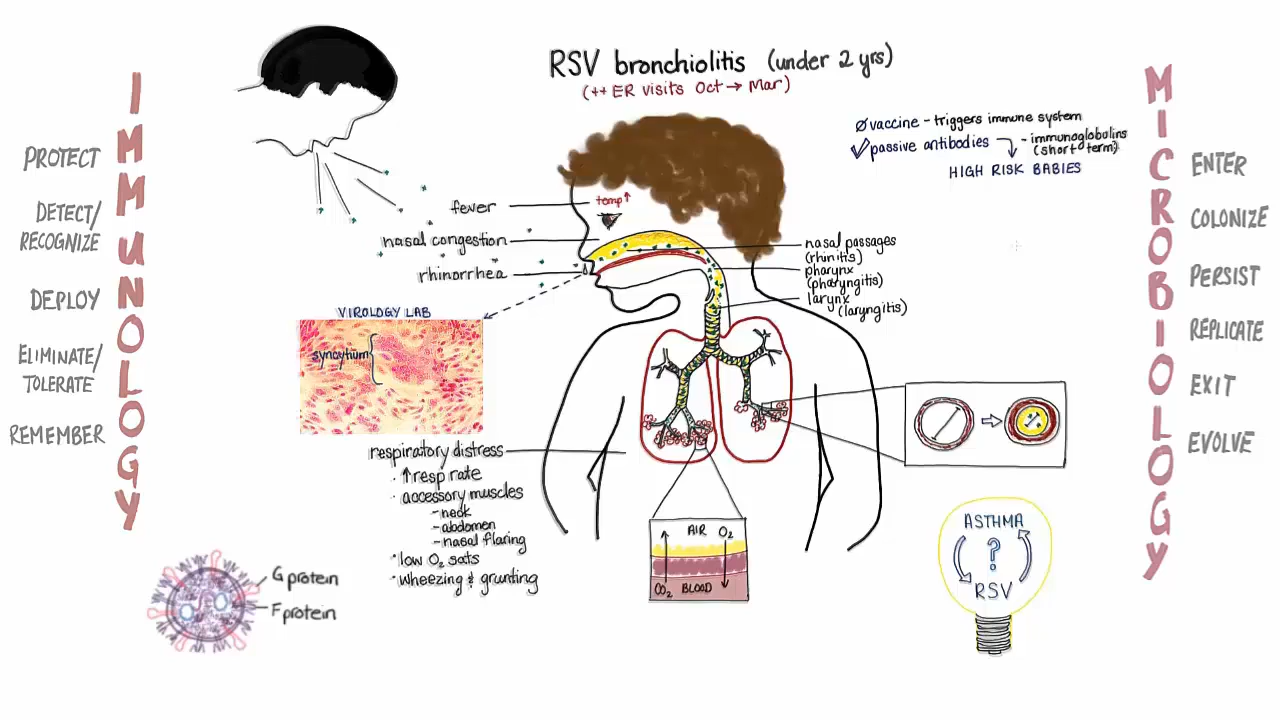 RSV bronchiolitis (under 2 yrs)
(++ ER visits Oct → Mar)
IMMUNOLOGY
PROTECT
DETECT/
RECOGNIZE
DEPLOY
ELIMINATE/
TOLERATE
REMEMBER
MICROBIOLOGY
ENTER
COLONIZE
PERSIST
REPLICATE
EXIT
EVOLVE
∅ vaccine - triggers immune system
✓ passive antibodies → - immunoglobulins
(short term)
HIGH RISK BABIES
temp↑
fever
nasal congestion
rhinorrhea
nasal passages
(rhinitis)
pharynx
(pharyngitis)
larynx
(laryngitis)
VIROLOGY LAB
syncytium {
respiratory distress
· ↑ resp rate
· accessory muscles
- neck
- abdomen
- nasal flaring
· low O₂ sats
· wheezing & grunting
AIR O₂
CO₂ BLOOD
G protein
F protein
ASTHMA
?
RSV